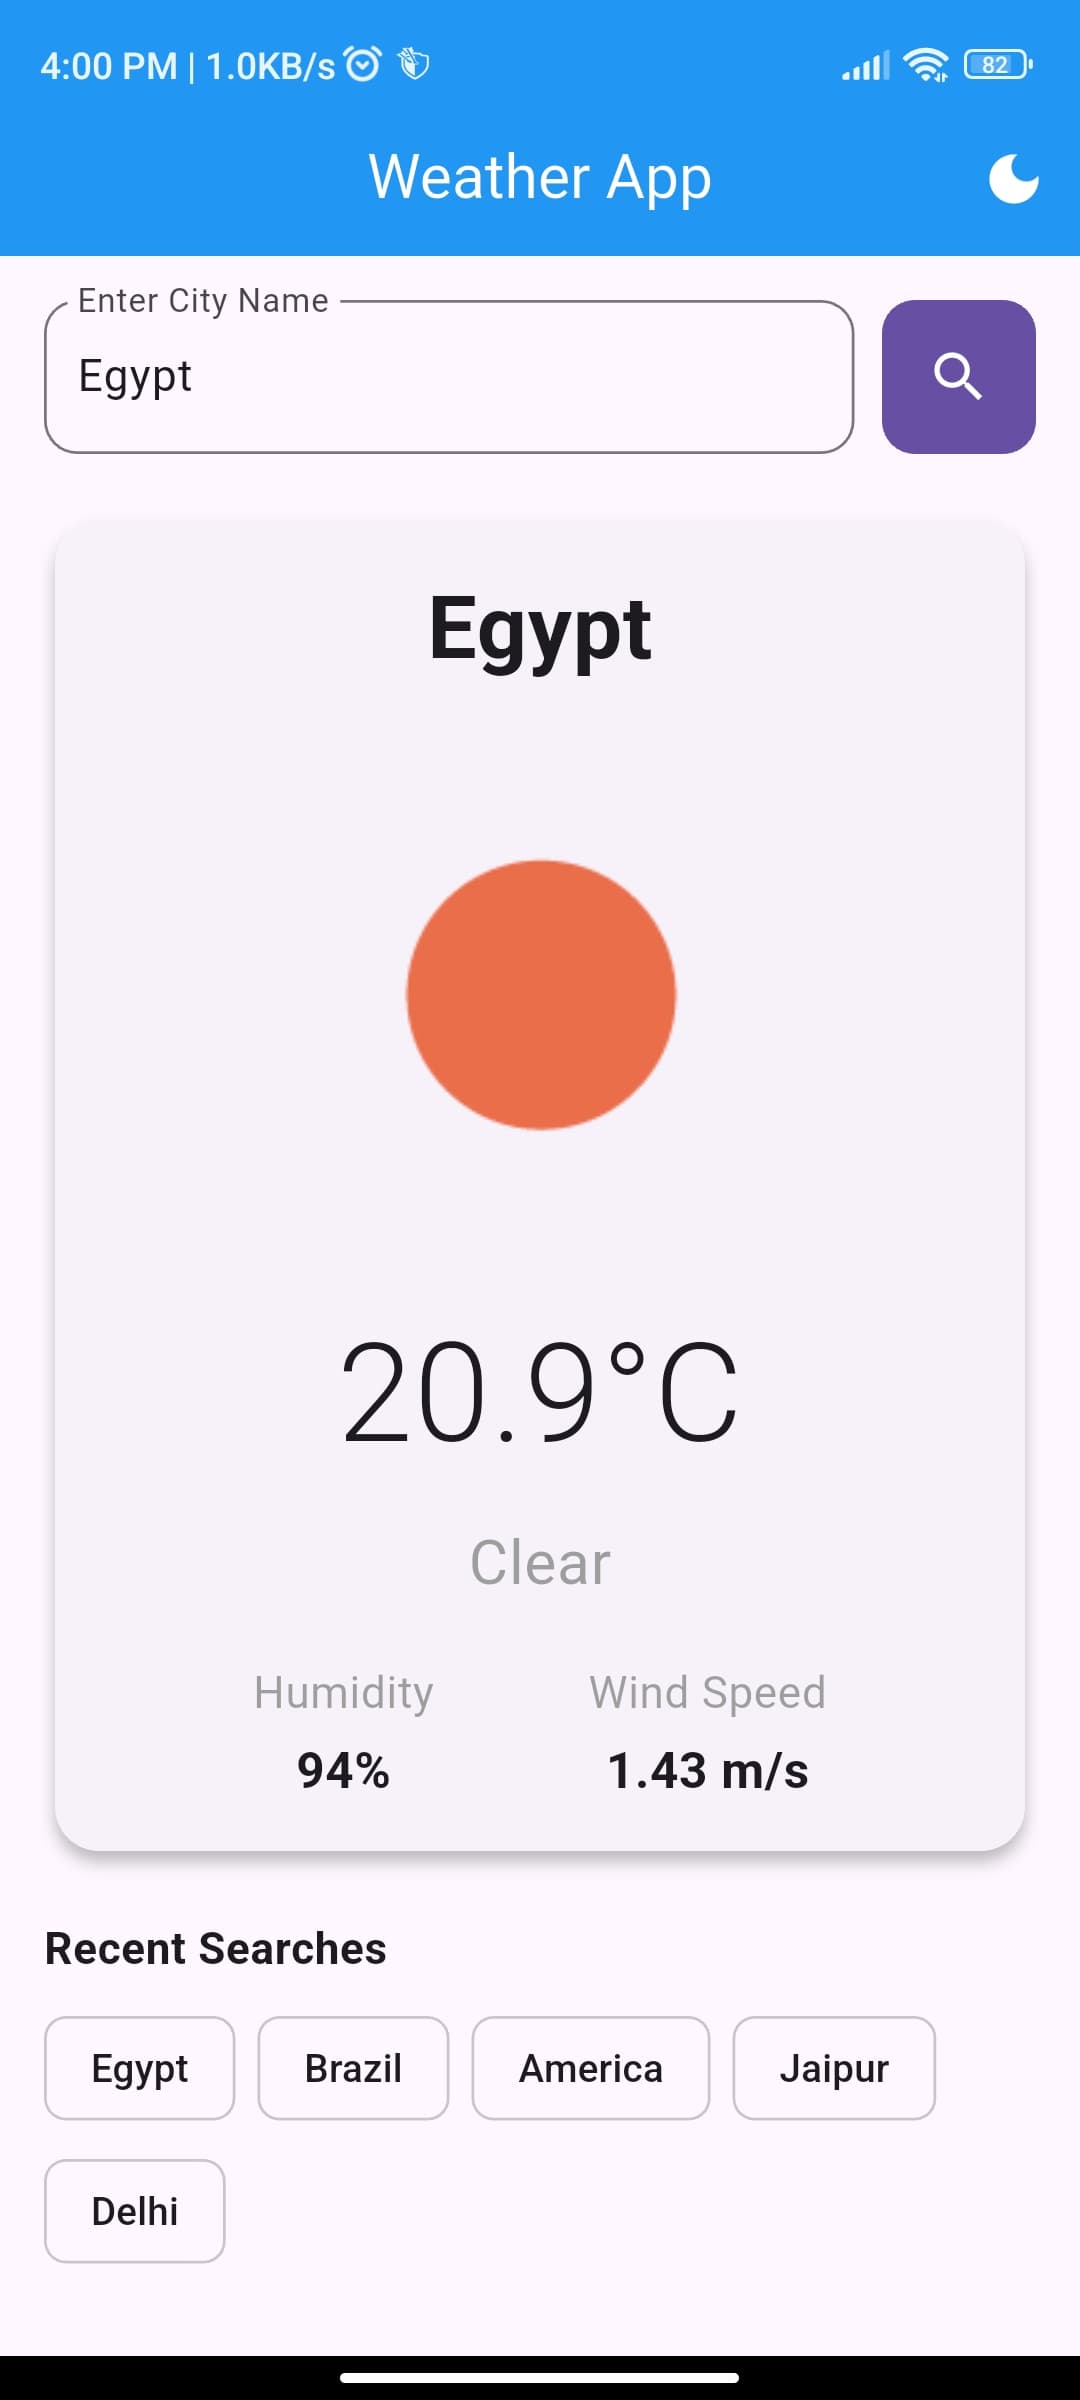 4:00 PM | 1.0KB/s 82
Weather App
Enter City Name
Egypt
Egypt
20.9°C
Clear
Humidity Wind Speed
94% 1.43 m/s
Recent Searches
Egypt Brazil America Jaipur
Delhi